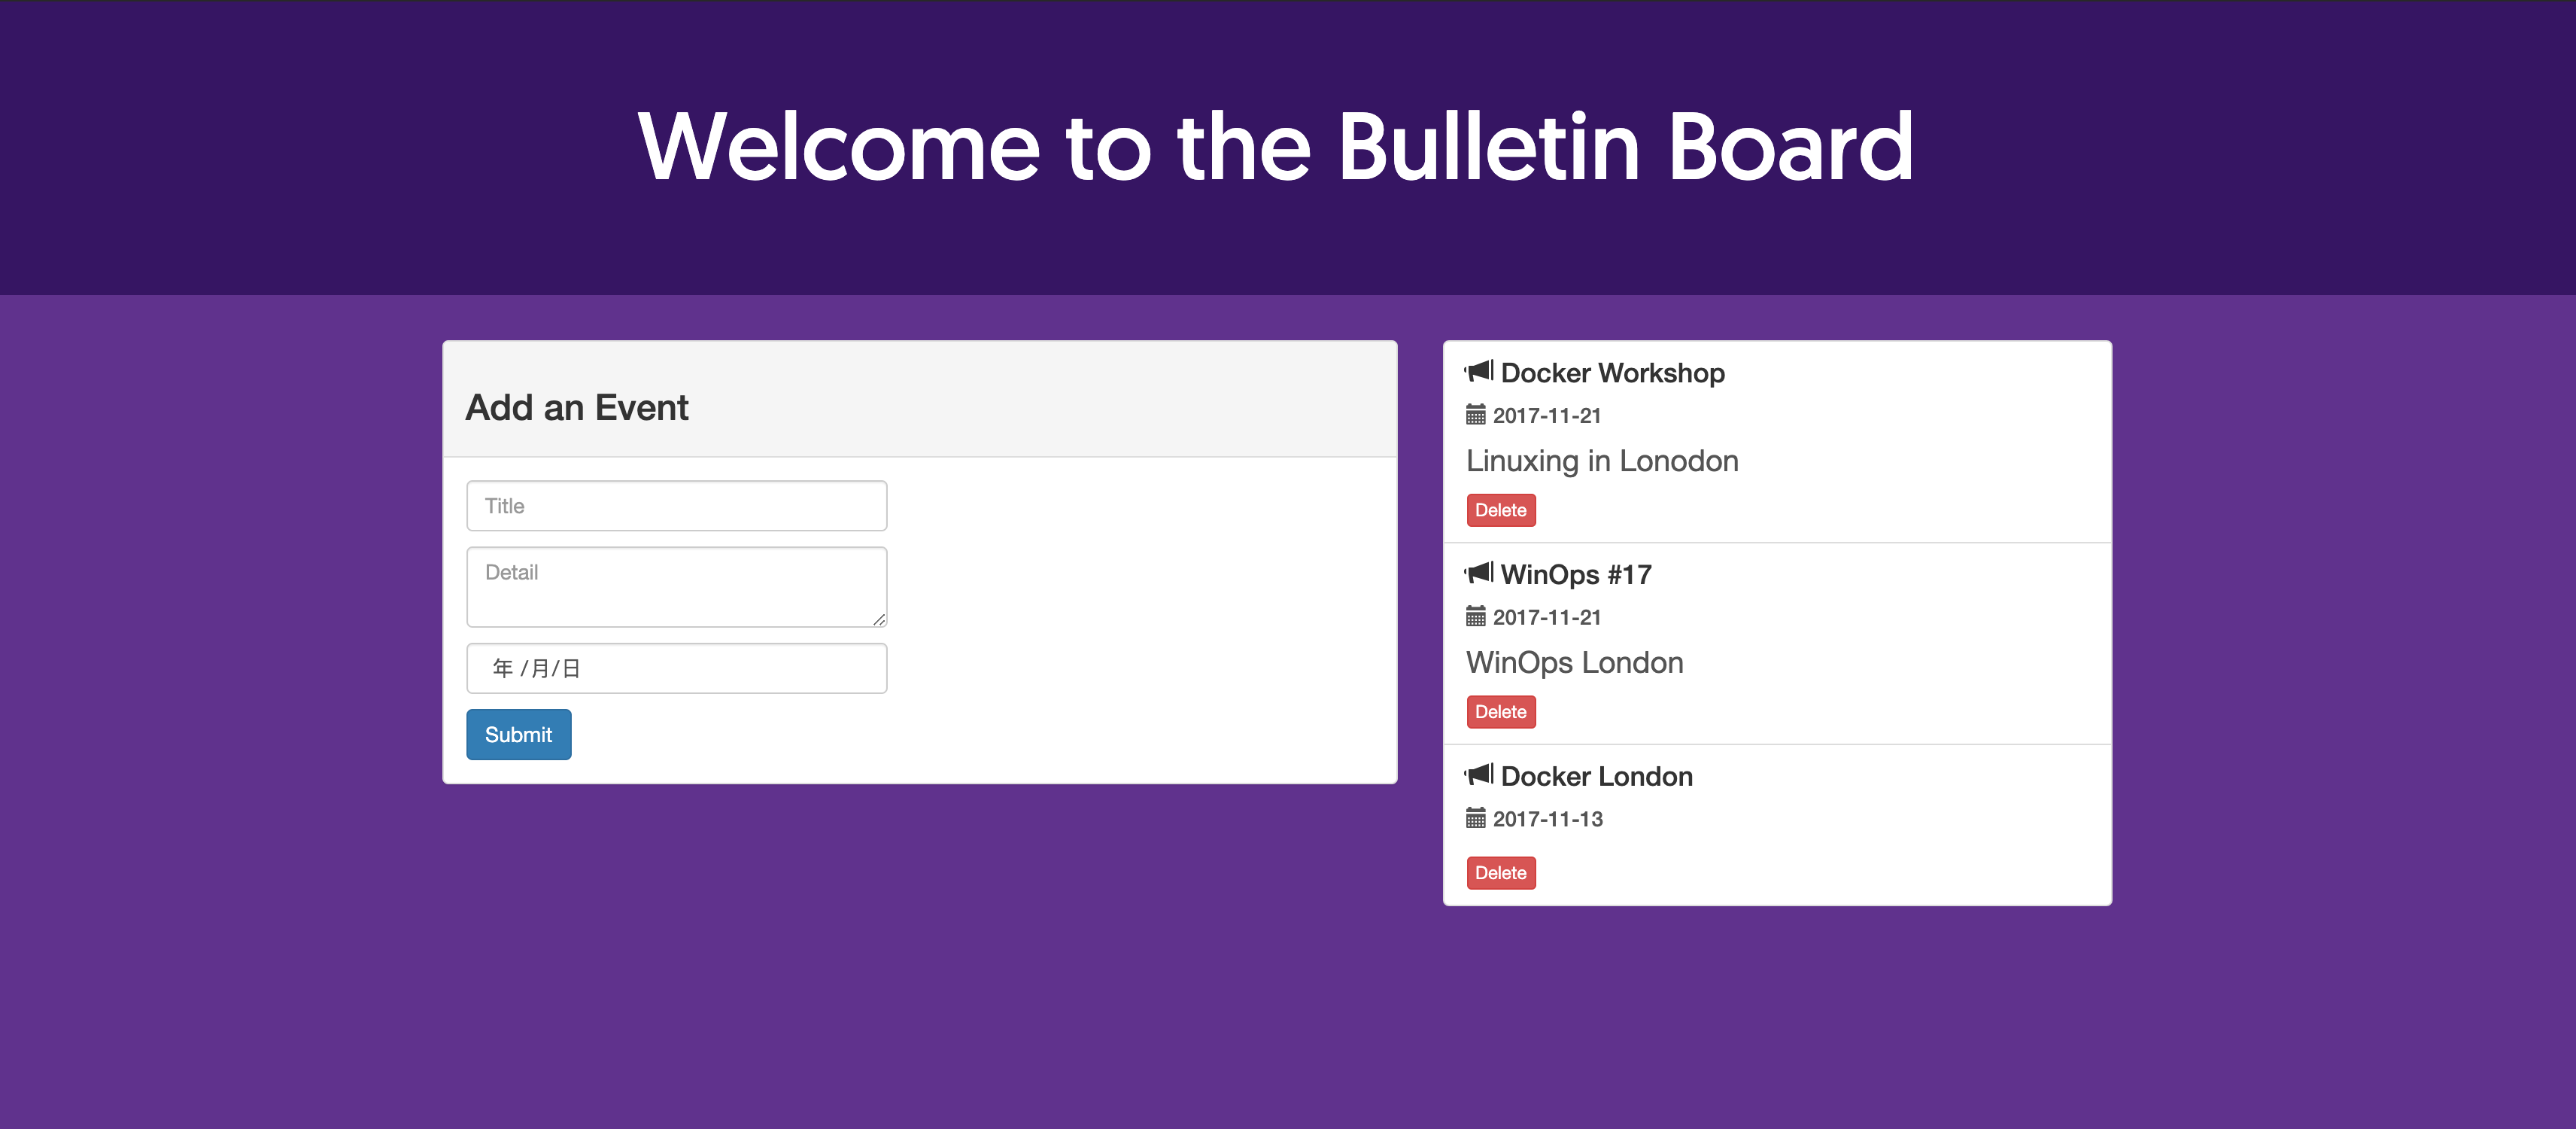 Welcome to the Bulletin Board
Add an Event
Title
Detail
年 /月/日
Submit
Docker Workshop
2017-11-21
Linuxing in Lonodon
Delete
WinOps #17
2017-11-21
WinOps London
Delete
Docker London
2017-11-13
Delete